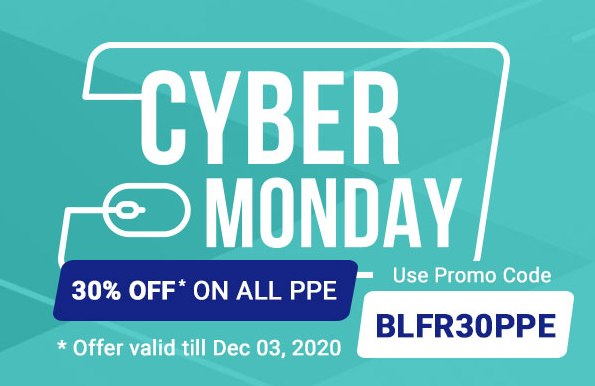 CYBER
MONDAY
30% OFF* ON ALL PPE
Use Promo Code
BLFR30PPE
* Offer valid till Dec 03, 2020